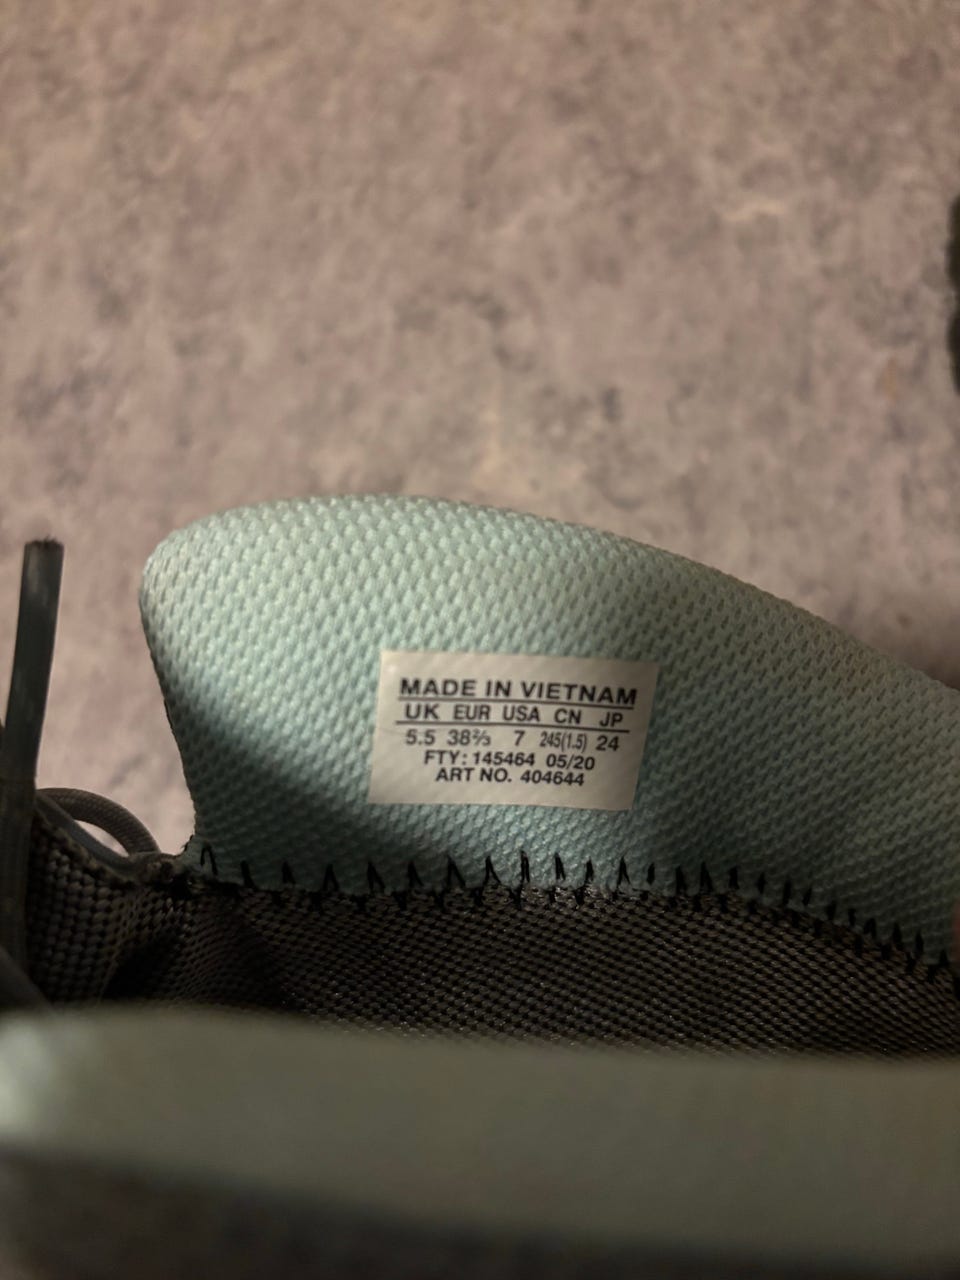 MADE IN VIETNAM
UK EUR USA CN JP
5.5 38⅔ 7 245(1.5) 24
FTY: 145464 05/20
ART NO. 404644